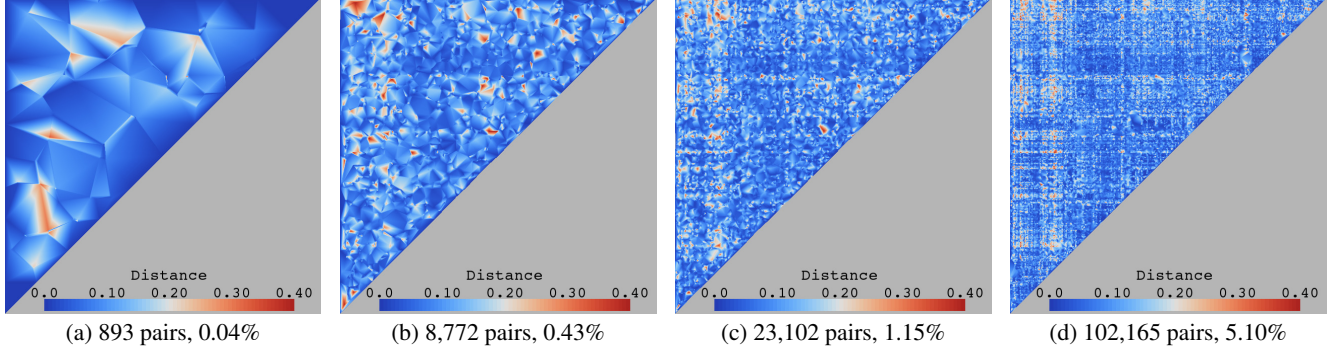 Distance
0.0 0.10 0.20 0.30 0.40
(a) 893 pairs, 0.04%
Distance
0.0 0.10 0.20 0.30 0.40
(b) 8,772 pairs, 0.43%
Distance
0.0 0.10 0.20 0.30 0.40
(c) 23,102 pairs, 1.15%
Distance
0.0 0.10 0.20 0.30 0.40
(d) 102,165 pairs, 5.10%